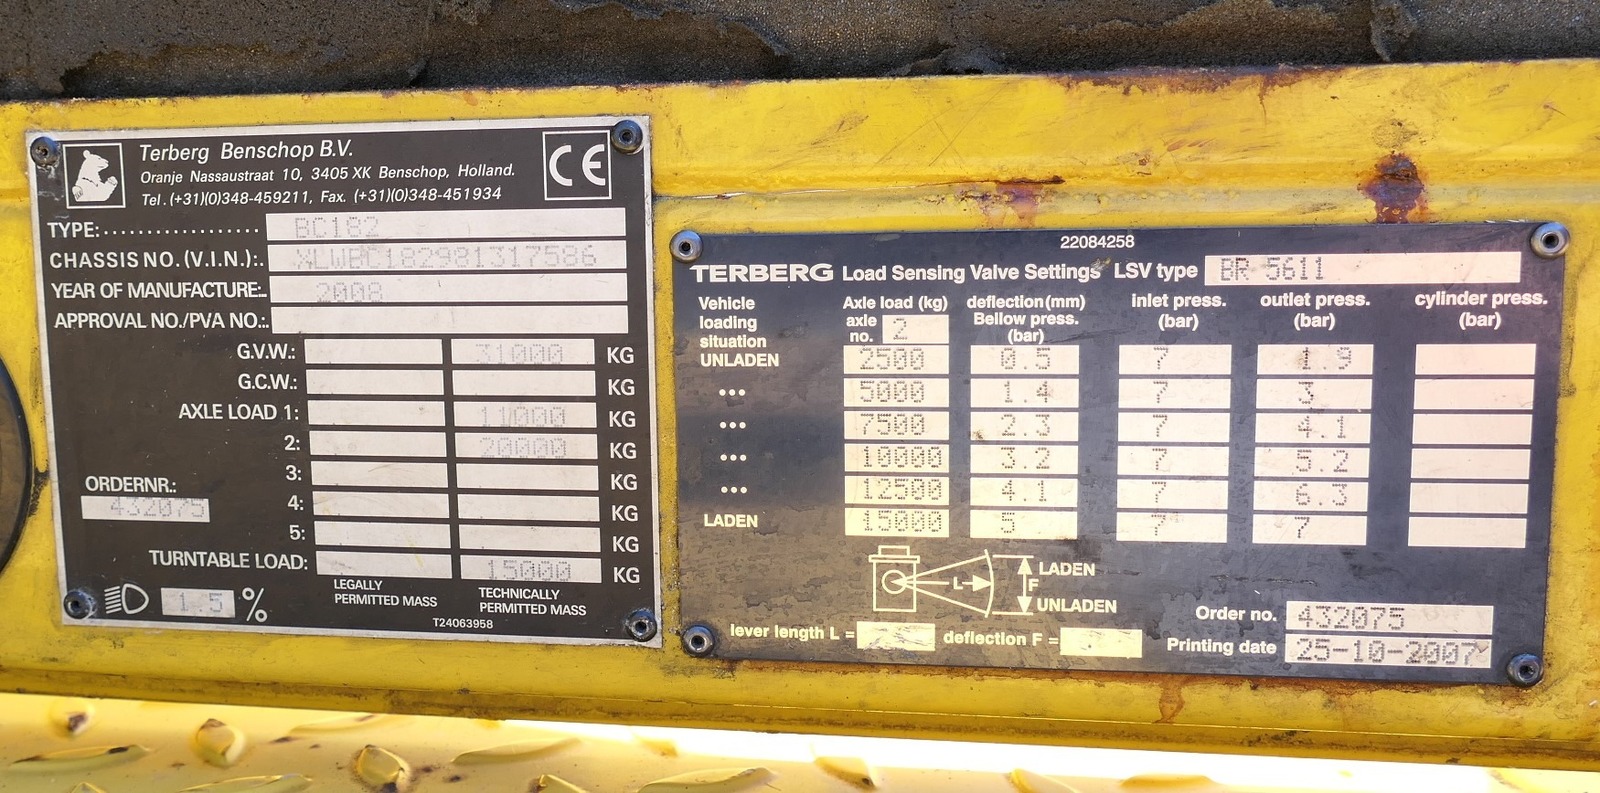 Terberg Benschop B.V.
Oranje Nassaustraat 10, 3405 XK Benschop, Holland.
Tel. (+31)(0)348-459211, Fax. (+31)(0)348-451934
CE
TYPE:................. BC182
CHASSIS NO. (V.I.N.):. XLWBC182981317586
YEAR OF MANUFACTURE:.. 2008
APPROVAL NO./PVA NO.:..
G.V.W.: 31000 KG
G.C.W.: KG
AXLE LOAD 1: 11000 KG
2: 20000 KG
3: KG
ORDERNR.:
432075
4: KG
5: KG
TURNTABLE LOAD: 15000 KG
1.5 %
LEGALLY PERMITTED MASS
TECHNICALLY PERMITTED MASS
T24063958
22084258
TERBERG Load Sensing Valve Settings LSV type BR 5611
Vehicle loading situation
Axle load (kg) axle no. 2
deflection(mm) Bellow press. (bar)
inlet press. (bar)
outlet press. (bar)
cylinder press. (bar)
UNLADEN 2500 0.5 7 1.9
••• 5000 1.4 7 3
••• 7500 2.3 7 4.1
••• 10000 3.2 7 5.2
••• 12500 4.1 7 6.3
LADEN 15000 5 7 7
L F
LADEN
UNLADEN
lever length L = deflection F =
Order no. 432075
Printing date 25-10-2007